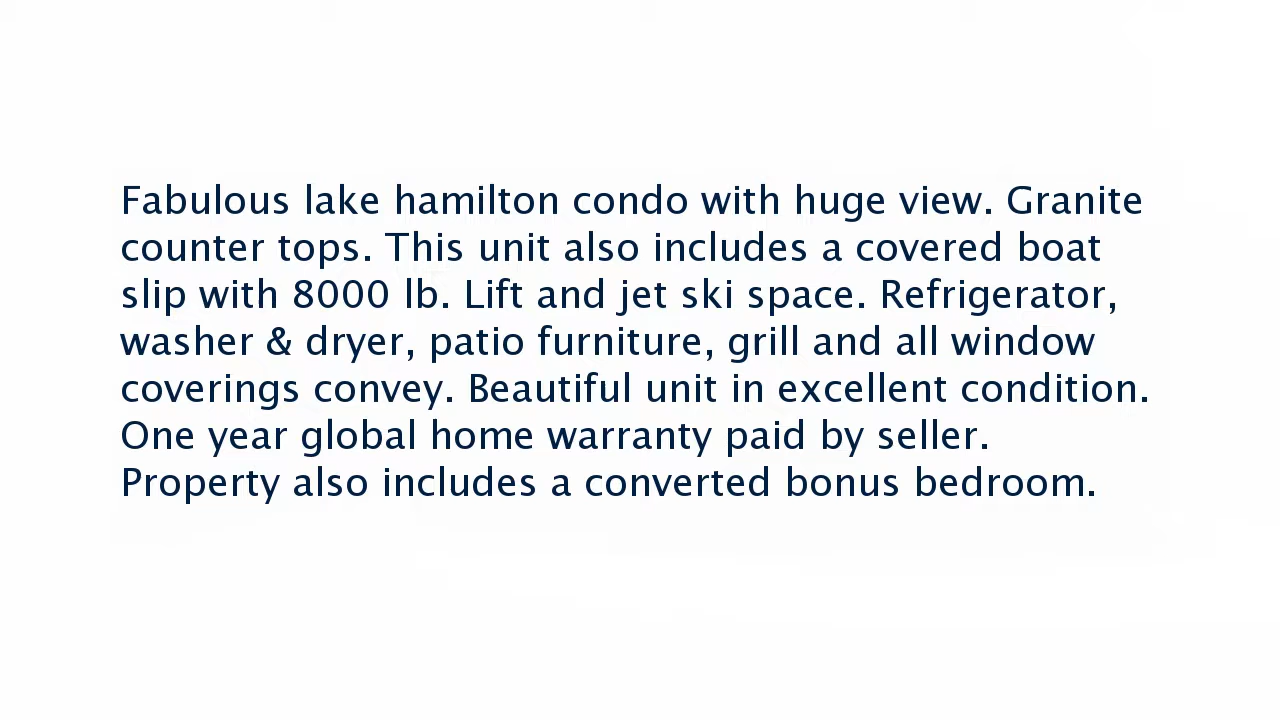 Fabulous lake hamilton condo with huge view. Granite
counter tops. This unit also includes a covered boat
slip with 8000 lb. Lift and jet ski space. Refrigerator,
washer & dryer, patio furniture, grill and all window
coverings convey. Beautiful unit in excellent condition.
One year global home warranty paid by seller.
Property also includes a converted bonus bedroom.